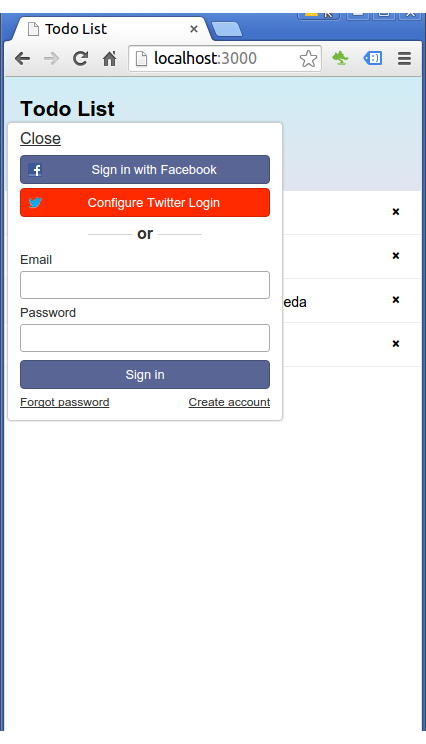 Todo List
localhost:3000
Todo List
Close
Sign in with Facebook
Configure Twitter Login
or
Email
eda
Password
Sign in
Forgot password
Create account